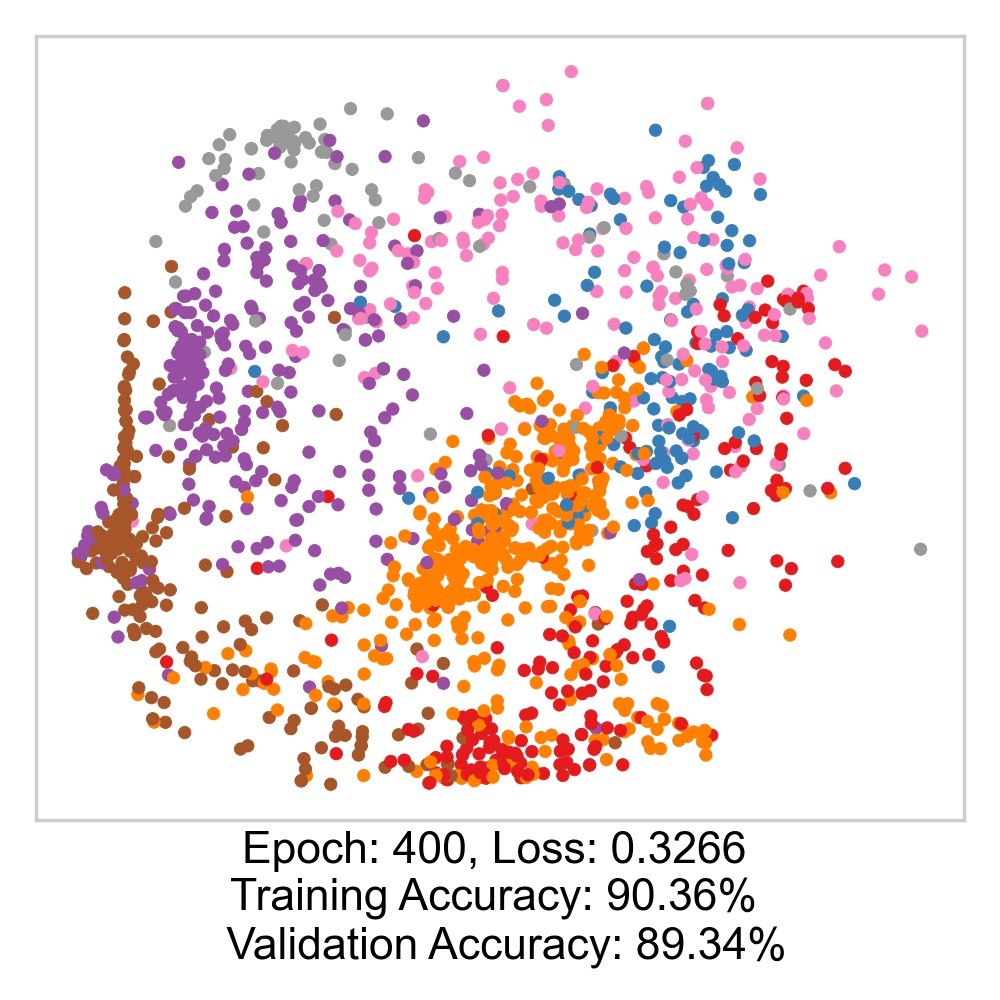 Epoch: 400, Loss: 0.3266
Training Accuracy: 90.36%
Validation Accuracy: 89.34%